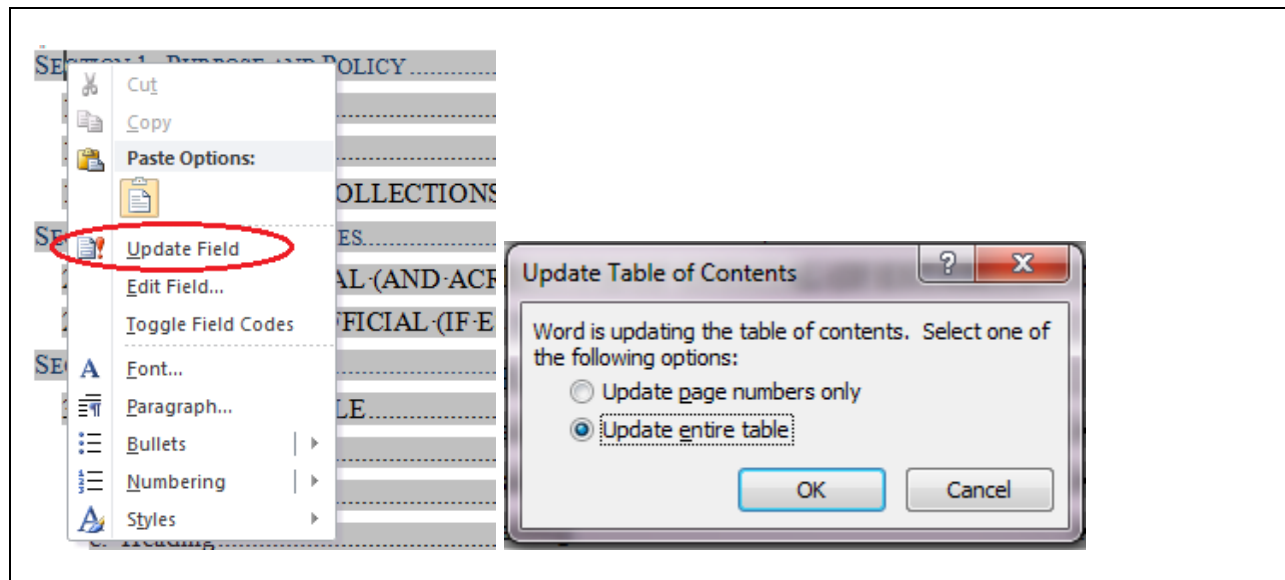 SECTION 1. PURPOSE AND POLICY
Cut
Copy
Paste Options:
OLLECTIONS
ES
Update Field
AL·(AND·ACR
Edit Field...
FFICIAL·(IF·E
Toggle Field Codes
SE
Font...
LE
Paragraph...
Bullets
Numbering
Styles
Heading
Update Table of Contents
Word is updating the table of contents. Select one of
the following options:
Update page numbers only
Update entire table
OK
Cancel